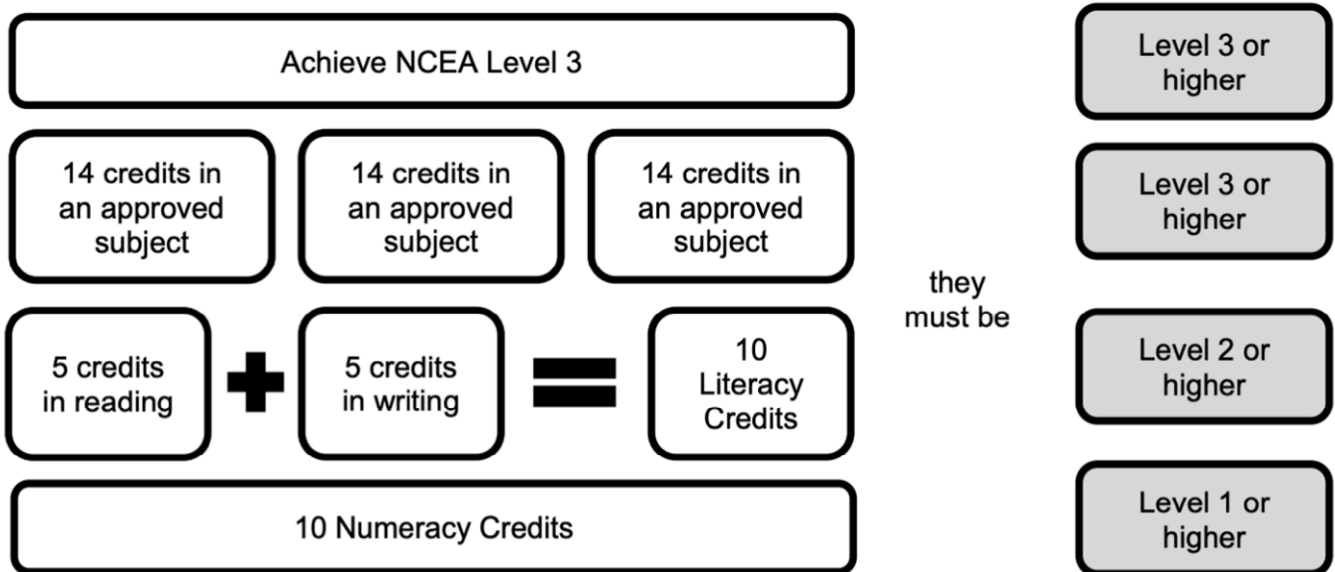 Achieve NCEA Level 3
Level 3 or
higher
14 credits in
an approved
subject
14 credits in
an approved
subject
14 credits in
an approved
subject
Level 3 or
higher
they
must be
5 credits
in reading
5 credits
in writing
10
Literacy
Credits
Level 2 or
higher
10 Numeracy Credits
Level 1 or
higher